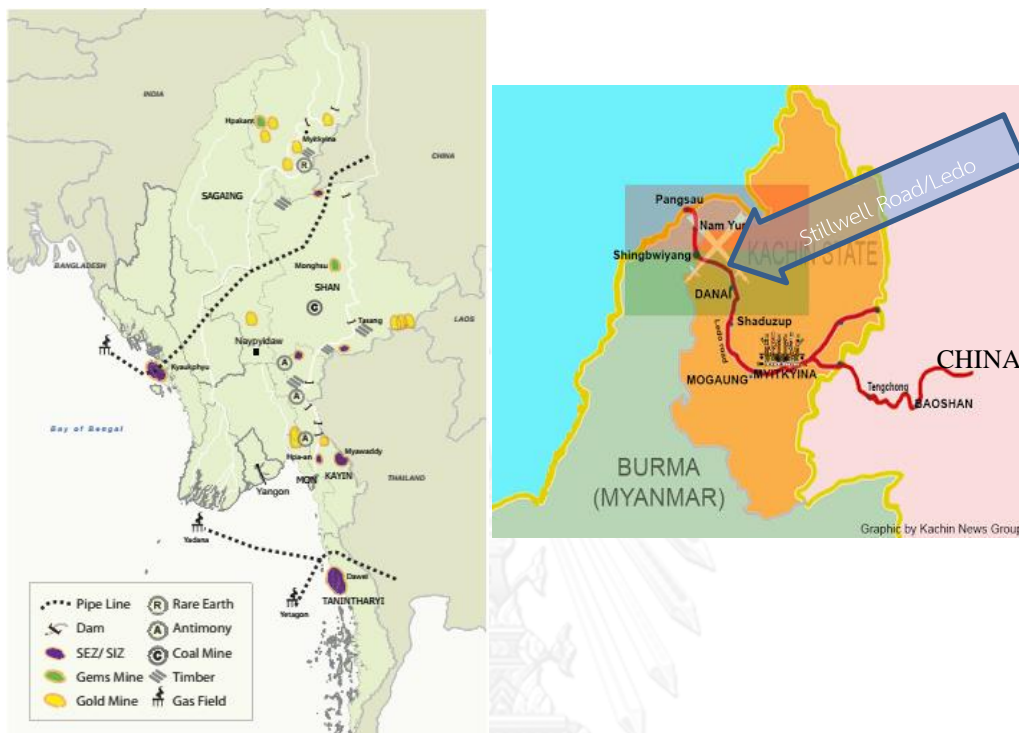 INDIA
Hpakant
Myitkyina
CHINA
SAGAING
BANGLADESH
Monghsu
SHAN
LAOS
Tasang
Naypyidaw
Kyaukphyu
Bay of Bengal
Myawaddy
Hpa-an
KAYIN
MON
THAILAND
Yangon
Yadana
Dawei
TANINTHARYI
Yetagon
Pipe Line
R Rare Earth
Dam
A Antimony
SEZ/ SIZ
C Coal Mine
Gems Mine
Timber
Gold Mine
Gas Field
Stillwell Road/Ledo
Pangsau
Nam Yun
Shingbwiyang
KACHIN STATE
DANAI
Shaduzup
Ledo road
CHINA
MOGAUNG
MYITKYINA
Tengchong
BAOSHAN
BURMA
(MYANMAR)
Graphic by Kachin News Group